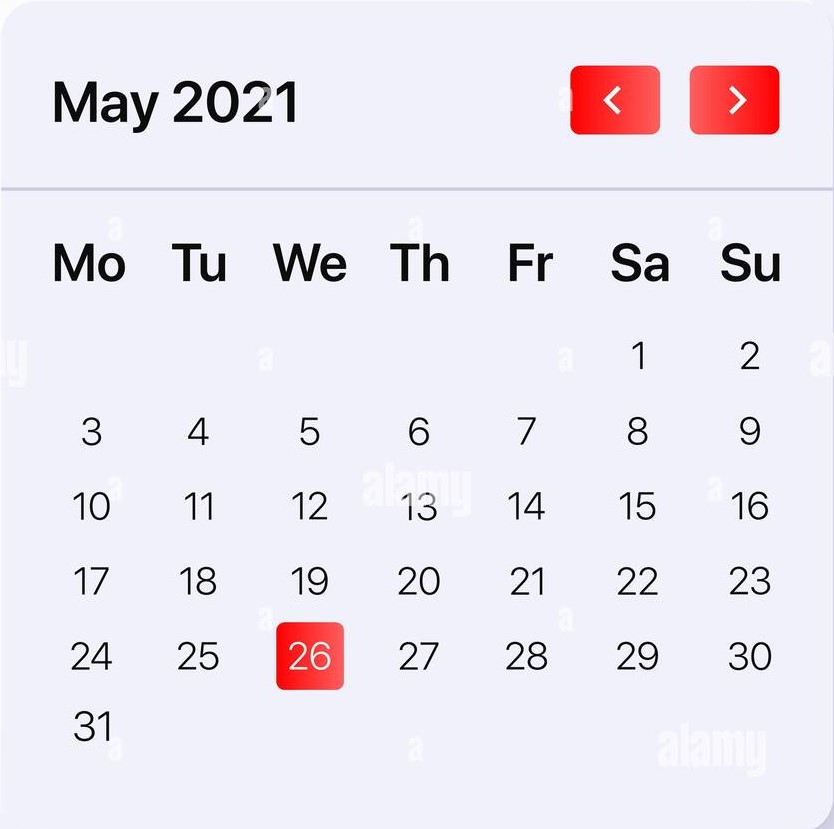 May 2021 < >
Mo Tu We Th Fr Sa Su
1 2
3 4 5 6 7 8 9
10 11 12 13 14 15 16
17 18 19 20 21 22 23
24 25 26 27 28 29 30
31
alamy
alamy